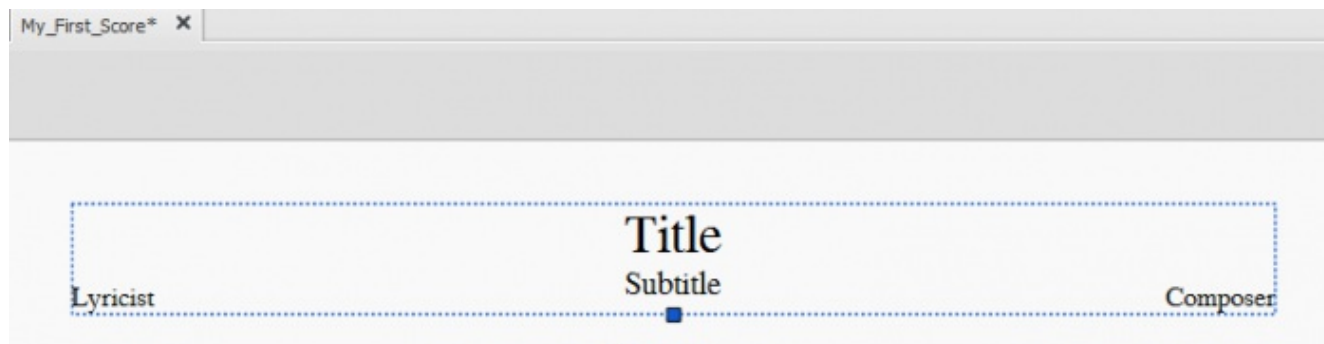 My_First_Score* ×
Title
Subtitle
Lyricist
Composer